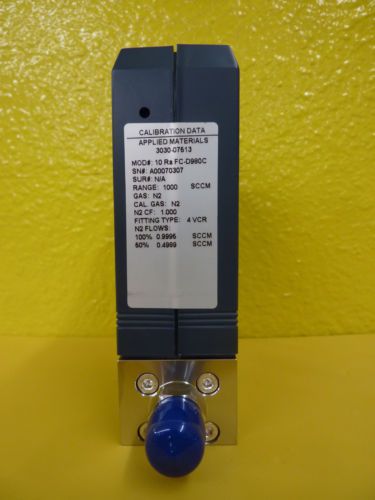 CALIBRATION DATA
APPLIED MATERIALS
3030-07613
MOD#: 10 Ra FC-D980C
SN#: A00070307
SUR#: N/A
RANGE: 1000 SCCM
GAS: N2
CAL. GAS: N2
N2 CF: 1.000
FITTING TYPE: 4 VCR
N2 FLOWS:
100% 0.9995 SCCM
50% 0.4999 SCCM